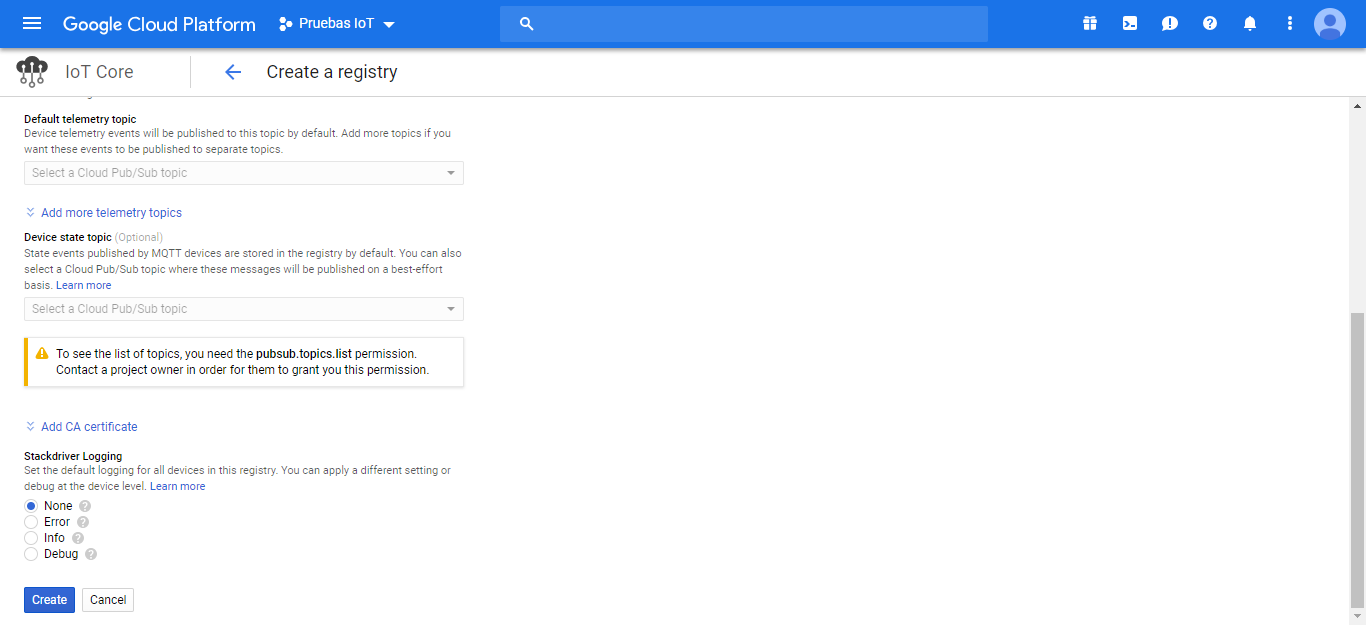 Google Cloud Platform
Pruebas IoT
IoT Core
Create a registry
Default telemetry topic
Device telemetry events will be published to this topic by default. Add more topics if you
want these events to be published to separate topics.
Select a Cloud Pub/Sub topic
Add more telemetry topics
Device state topic (Optional)
State events published by MQTT devices are stored in the registry by default. You can also
select a Cloud Pub/Sub topic where these messages will be published on a best-effort
basis. Learn more
Select a Cloud Pub/Sub topic
To see the list of topics, you need the pubsub.topics.list permission.
Contact a project owner in order for them to grant you this permission.
Add CA certificate
Stackdriver Logging
Set the default logging for all devices in this registry. You can apply a different setting or
debug at the device level. Learn more
None
Error
Info
Debug
Create
Cancel